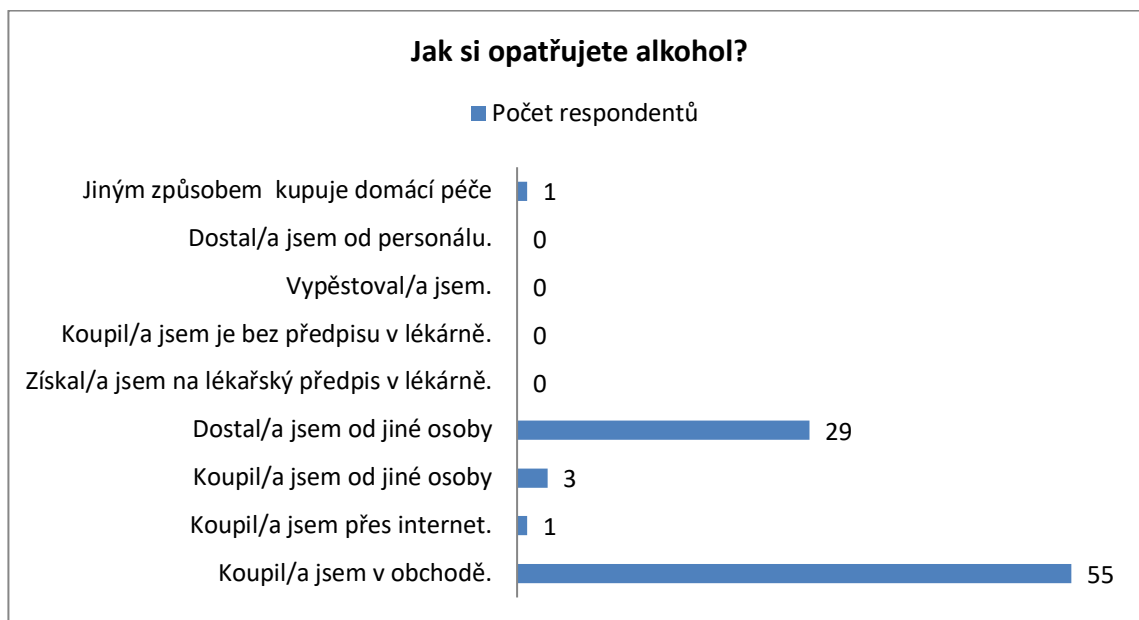 Jak si opatřujete alkohol?
Počet respondentů
Jiným způsobem  kupuje domácí péče 1
Dostal/a jsem od personálu. 0
Vypěstoval/a jsem. 0
Koupil/a jsem je bez předpisu v lékárně. 0
Získal/a jsem na lékařský předpis v lékárně. 0
Dostal/a jsem od jiné osoby 29
Koupil/a jsem od jiné osoby 3
Koupil/a jsem přes internet. 1
Koupil/a jsem v obchodě. 55